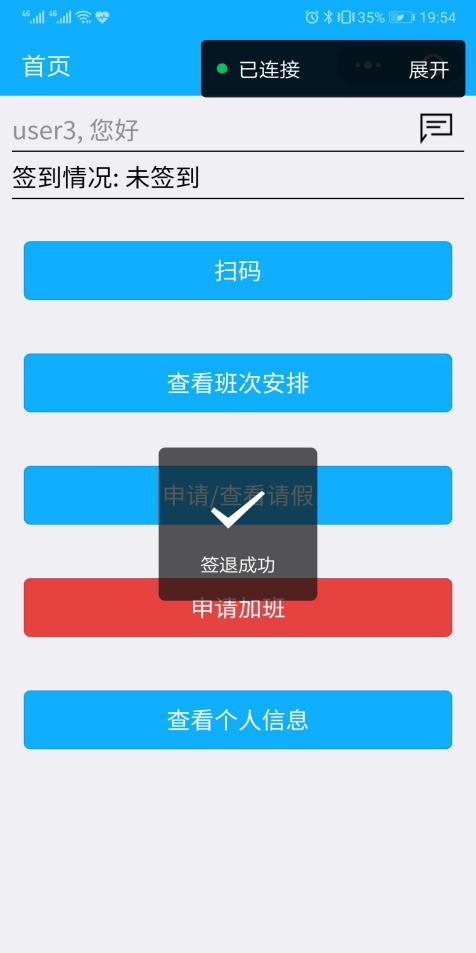 4G 4G 35% 19:54
首页
已连接 展开
user3, 您好
签到情况: 未签到
扫码
查看班次安排
申请/查看请假
签退成功
申请加班
查看个人信息